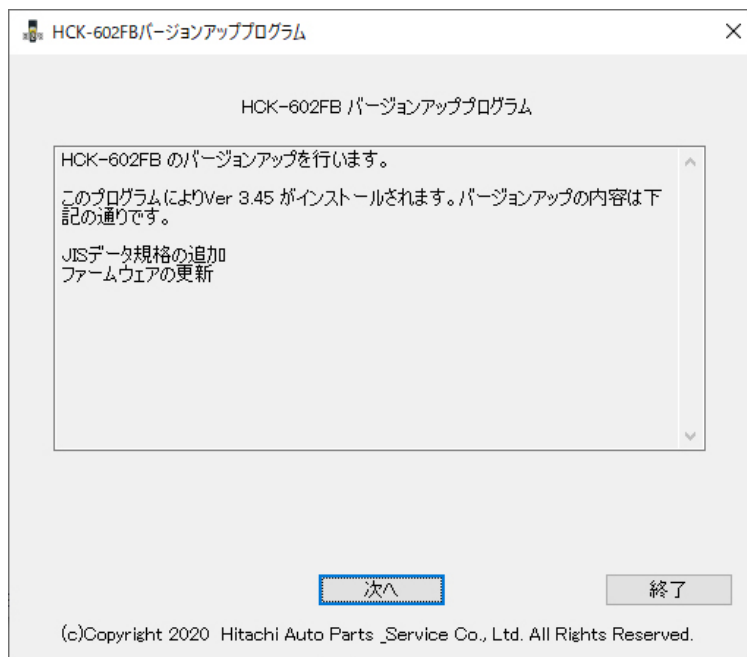 HCK-602FBバージョンアッププログラム
HCK-602FB バージョンアッププログラム
HCK-602FB のバージョンアップを行います。
このプログラムによりVer 3.45 がインストールされます。バージョンアップの内容は下
記の通りです。
JISデータ規格の追加
ファームウェアの更新
次へ
終了
(c)Copyright 2020 Hitachi Auto Parts _Service Co., Ltd. All Rights Reserved.